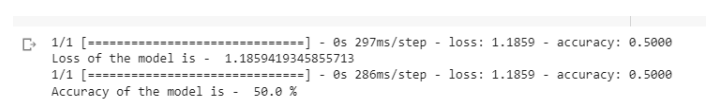 1/1 [==============================] - 0s 297ms/step - loss: 1.1859 - accuracy: 0.5000
Loss of the model is -  1.1859419345855713
1/1 [==============================] - 0s 286ms/step - loss: 1.1859 - accuracy: 0.5000
Accuracy of the model is -  50.0 %